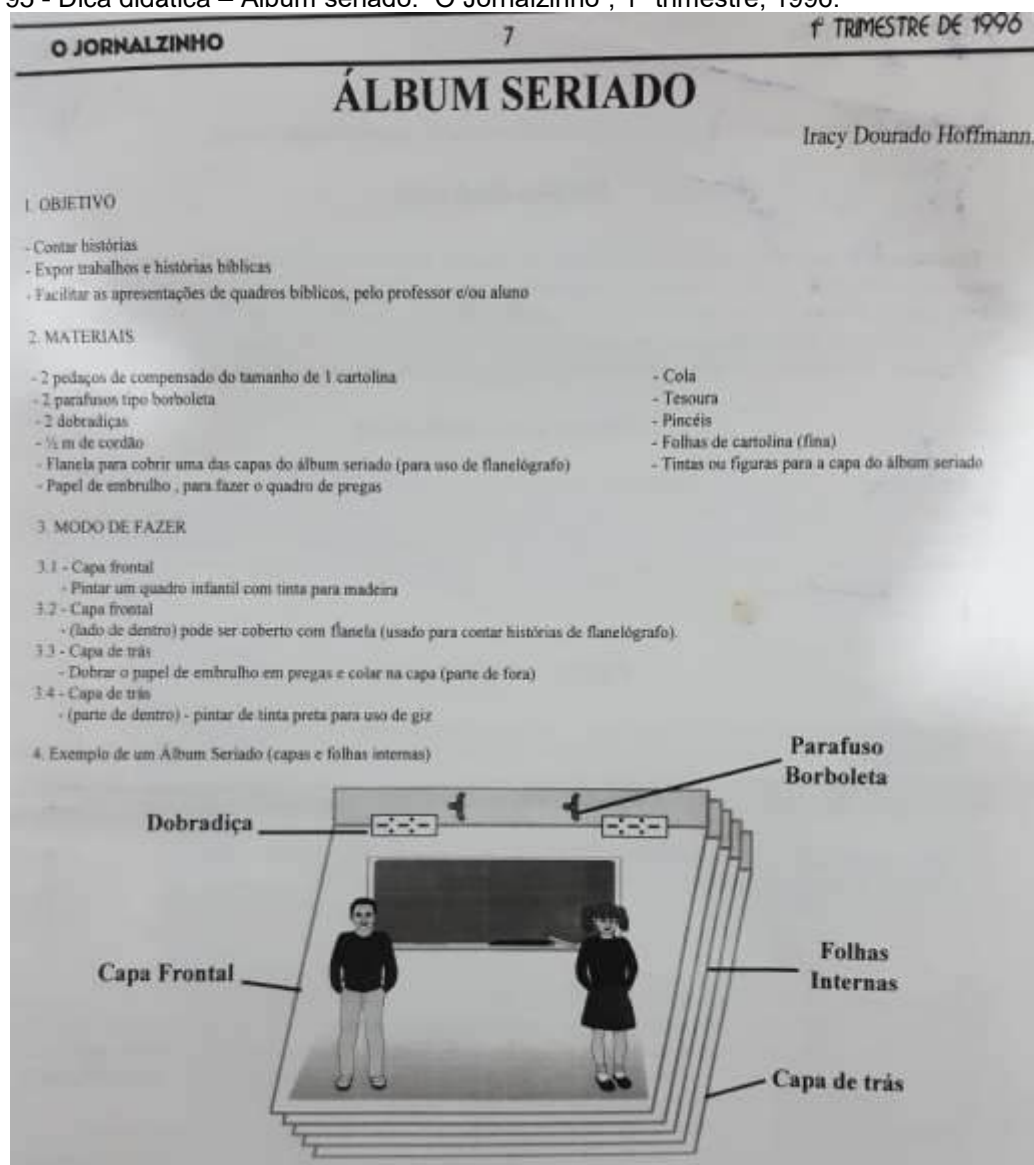 95 - Dica didática – Álbum seriado. "O Jornalzinho", 1º trimestre, 1996.
O JORNALZINHO 7 1º TRIMESTRE DE 1996
ÁLBUM SERIADO
Iracy Dourado Hoffmann.
1. OBJETIVO
- Contar histórias
- Expor trabalhos e histórias bíblicas
- Facilitar as apresentações de quadros bíblicos, pelo professor e/ou aluno
2. MATERIAIS
- 2 pedaços de compensado do tamanho de 1 cartolina
- 2 parafusos tipo borboleta
- 2 dobradiças
- ½ m de cordão
- Flanela para cobrir uma das capas do álbum seriado (para uso de flanelógrafo)
- Papel de embrulho , para fazer o quadro de pregas
- Cola
- Tesoura
- Pincéis
- Folhas de cartolina (fina)
- Tintas ou figuras para a capa do álbum seriado
3. MODO DE FAZER
3.1 - Capa frontal
- Pintar um quadro infantil com tinta para madeira
3.2 - Capa frontal
- (lado de dentro) pode ser coberto com flanela (usado para contar histórias de flanelógrafo).
3.3 - Capa de trás
- Dobrar o papel de embrulho em pregas e colar na capa (parte de fora)
3.4 - Capa de trás
- (parte de dentro) - pintar de tinta preta para uso de giz
4. Exemplo de um Álbum Seriado (capas e folhas internas)
Parafuso
Borboleta
Dobradiça
Capa Frontal
Folhas
Internas
Capa de trás